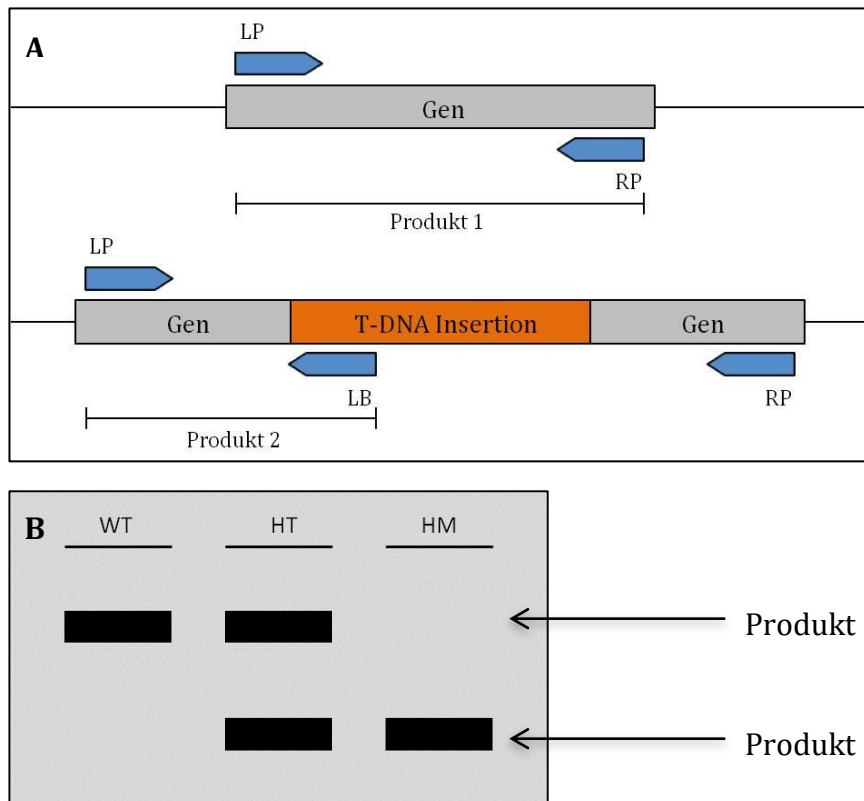 A
LP
Gen
RP
Produkt 1
LP
Gen T-DNA Insertion Gen
LB RP
Produkt 2
B
WT HT HM
Produkt
Produkt